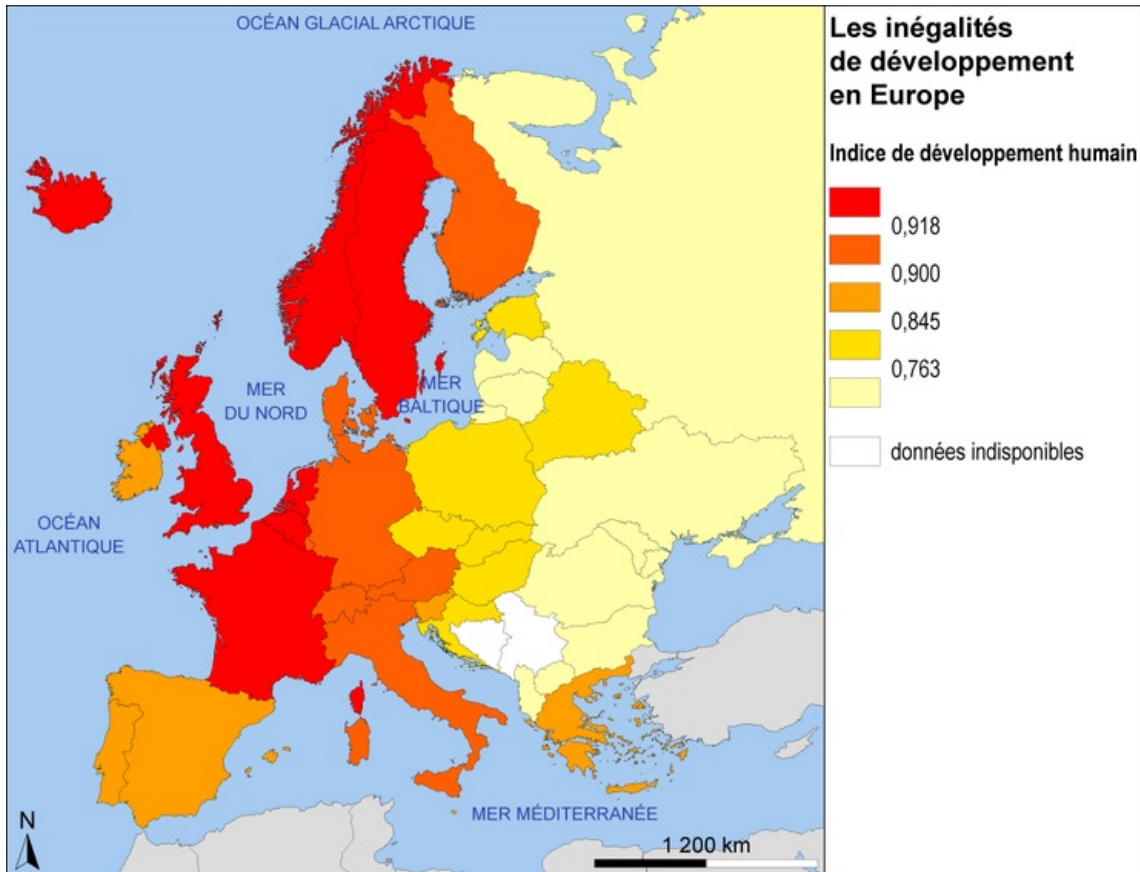 OCÉAN GLACIAL ARCTIQUE
MER
DU NORD
MER
BALTIQUE
OCÉAN
ATLANTIQUE
MER MÉDITERRANÉE
N
1 200 km
Les inégalités
de développement
en Europe
Indice de développement humain
0,918
0,900
0,845
0,763
données indisponibles